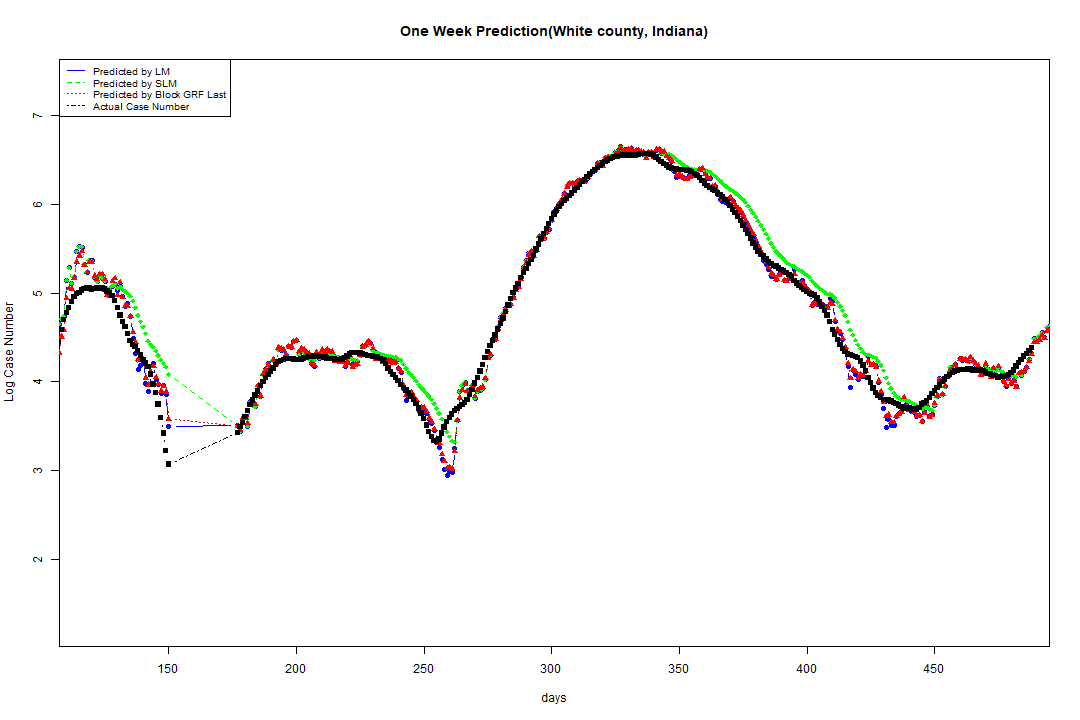 One Week Prediction(White county, Indiana)
Predicted by LM
Predicted by SLM
Predicted by Block GRF Last
Actual Case Number
7
6
5
4
3
2
Log Case Number
150 200 250 300 350 400 450
days